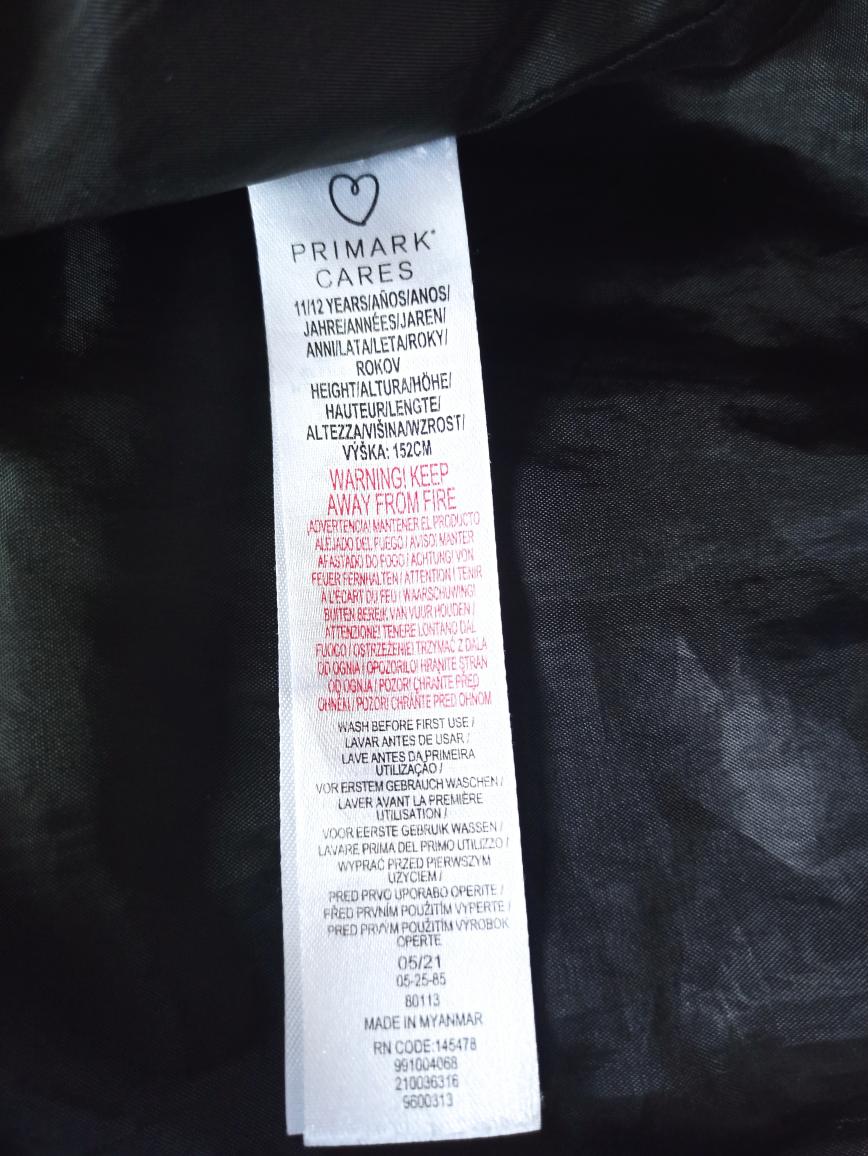 PRIMARK®
CARES
11/12 YEARS/AÑOS/ANOS/
JAHRE/ANNÉES/JAREN/
ANNI/LATA/LETA/ROKY/
ROKOV
HEIGHT/ALTURA/HÖHE/
HAUTEUR/LENGTE/
ALTEZZA/VIŠINA/WZROST/
VÝŠKA: 152CM
WARNING! KEEP
AWAY FROM FIRE
¡ADVERTENCIA! MANTENER EL PRODUCTO
ALEJADO DEL FUEGO / AVISO! MANTER
AFASTADO DO FOGO / ACHTUNG! VON
FEUER FERNHALTEN / ATTENTION ! TENIR
À L'ÉCART DU FEU / WAARSCHUWING!
BUITEN BEREIK VAN VUUR HOUDEN /
ATTENZIONE! TENERE LONTANO DAL
FUOCO / OSTRZEŻENIE! TRZYMAĆ Z DALA
OD OGNIA / OPOZORILO! HRANITE STRAN
OD OGNJA / POZOR! CHRAŇTE PŘED
OHNĚM / POZOR! CHRÁŇTE PRED OHŇOM
WASH BEFORE FIRST USE /
LAVAR ANTES DE USAR /
LAVE ANTES DA PRIMEIRA
UTILIZAÇÃO /
VOR ERSTEM GEBRAUCH WASCHEN /
LAVER AVANT LA PREMIÈRE
UTILISATION /
VOOR EERSTE GEBRUIK WASSEN /
LAVARE PRIMA DEL PRIMO UTILIZZO /
WYPRAĆ PRZED PIERWSZYM
UŻYCIEM /
PRED PRVO UPORABO OPERITE /
PŘED PRVNÍM POUŽITÍM VYPERTE /
PRED PRVÝM POUŽITÍM VÝROBOK
OPERTE
05/21
05-25-85
80113
MADE IN MYANMAR
RN CODE:145478
991004068
210036316
9600313